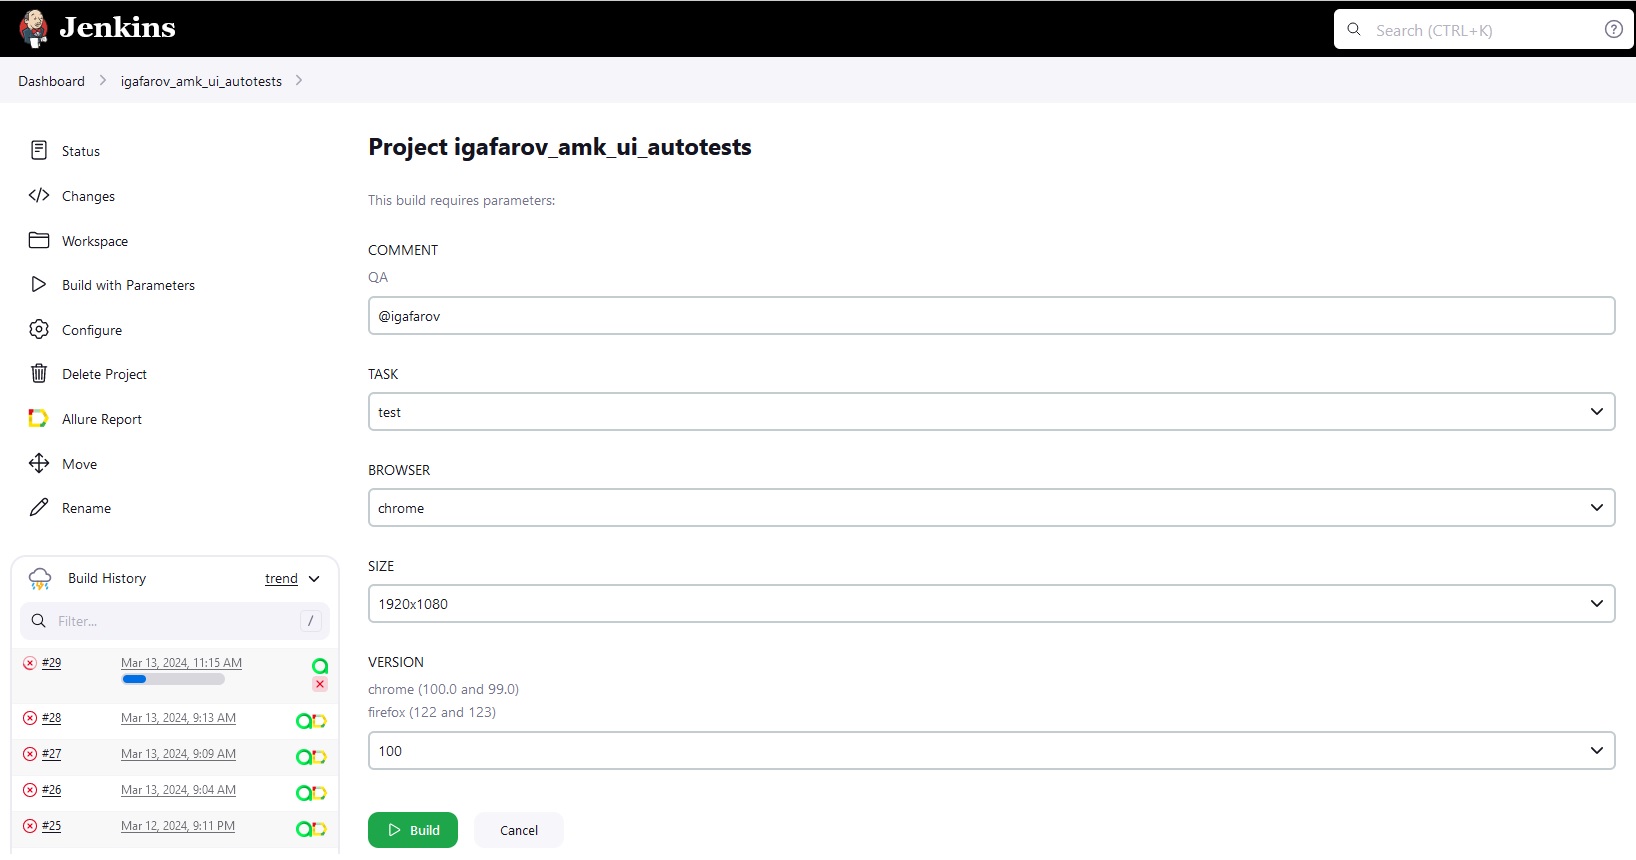 Jenkins
Search (CTRL+K)
Dashboard
igafarov_amk_ui_autotests
Status
Changes
Workspace
Build with Parameters
Configure
Delete Project
Allure Report
Move
Rename
Build History
trend
Filter...
/
#29
Mar 13, 2024, 11:15 AM
#28
Mar 13, 2024, 9:13 AM
#27
Mar 13, 2024, 9:09 AM
#26
Mar 13, 2024, 9:04 AM
#25
Mar 12, 2024, 9:11 PM
Project igafarov_amk_ui_autotests
This build requires parameters:
COMMENT
QA
@igafarov
TASK
test
BROWSER
chrome
SIZE
1920x1080
VERSION
chrome (100.0 and 99.0)
firefox (122 and 123)
100
Build
Cancel